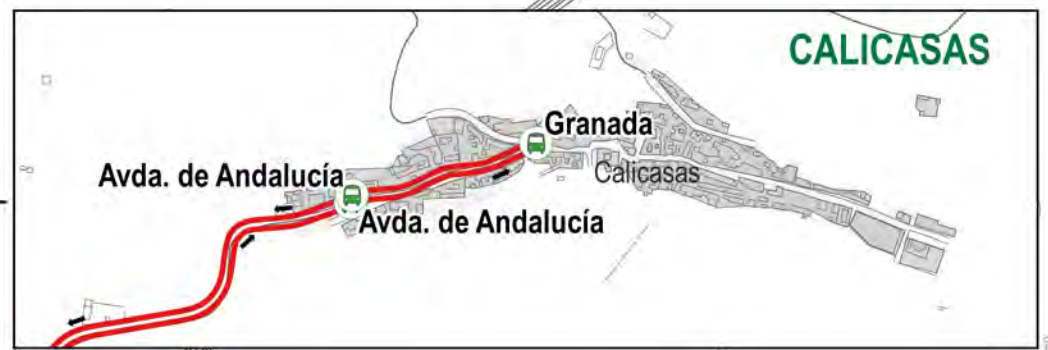 CALICASAS
Granada
Calicasas
Avda. de Andalucía
Avda. de Andalucía